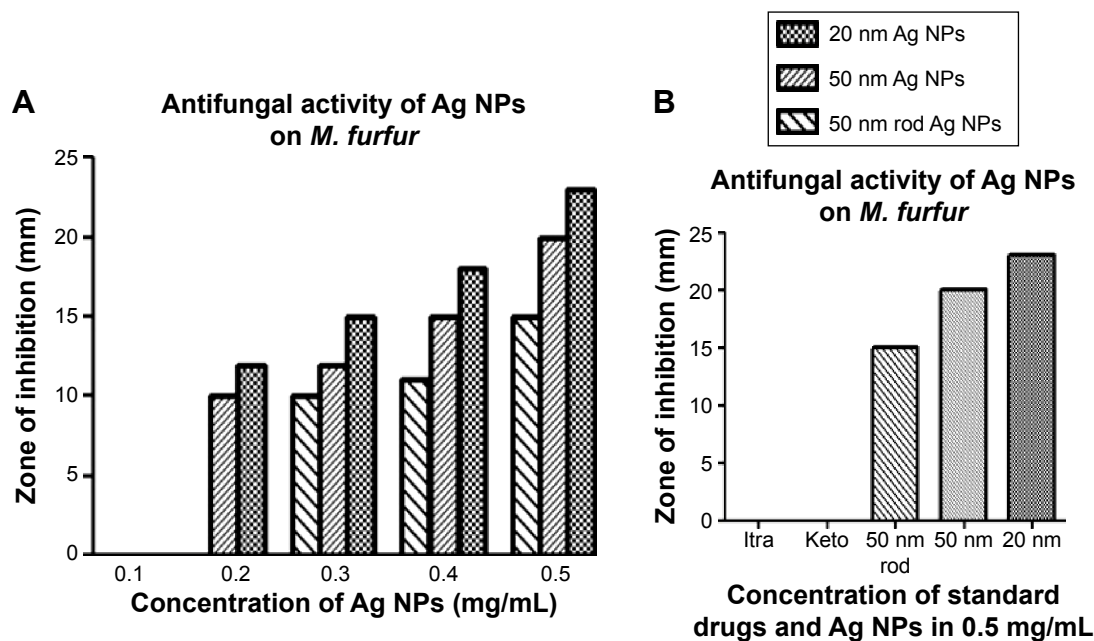 20 nm Ag NPs
50 nm Ag NPs
50 nm rod Ag NPs
A
Antifungal activity of Ag NPs
on M. furfur
Zone of inhibition (mm)
25
20
15
10
5
0
0.1 0.2 0.3 0.4 0.5
Concentration of Ag NPs (mg/mL)
B
Antifungal activity of Ag NPs
on M. furfur
Zone of inhibition (mm)
25
20
15
10
5
0
Itra Keto 50 nm 50 nm 20 nm
rod
Concentration of standard
drugs and Ag NPs in 0.5 mg/mL